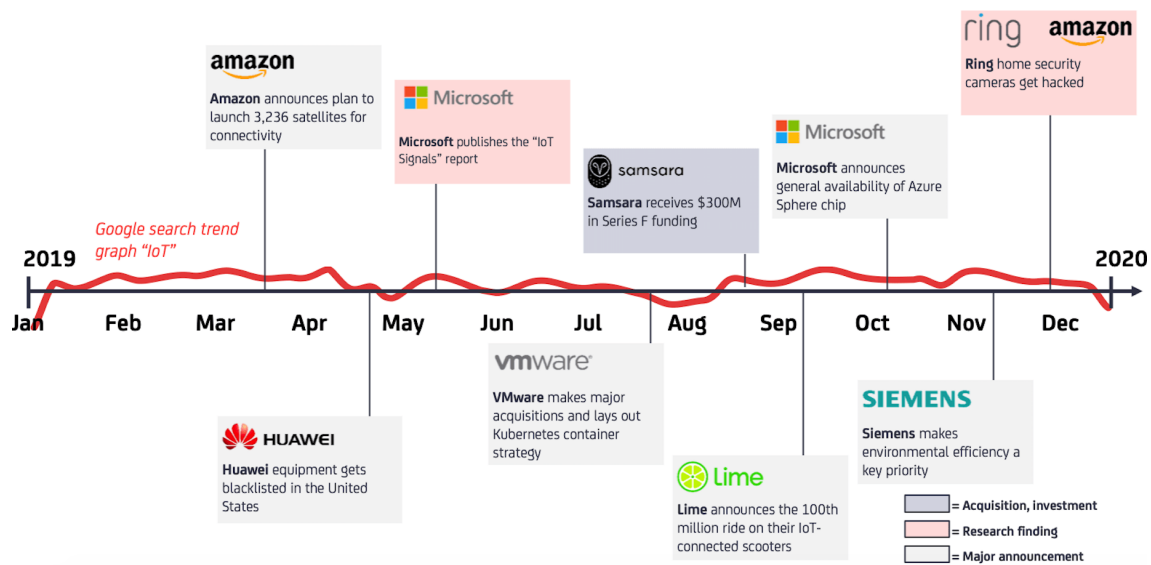 ring amazon
Ring home security
cameras get hacked
amazon
Amazon announces plan to
launch 3,236 satellites for
connectivity
Microsoft
Microsoft publishes the “IoT
Signals” report
Microsoft
Microsoft announces
general availability of Azure
Sphere chip
samsara
Samsara receives $300M
in Series F funding
Google search trend
graph “IoT”
2019
2020
Jan Feb Mar Apr May Jun Jul Aug Sep Oct Nov Dec
vmware®
VMware makes major
acquisitions and lays out
Kubernetes container
strategy
SIEMENS
Siemens makes
environmental efficiency a
key priority
HUAWEI
Huawei equipment gets
blacklisted in the United
States
Lime
Lime announces the 100th
million ride on their IoT-
connected scooters
= Acquisition, investment
= Research finding
= Major announcement